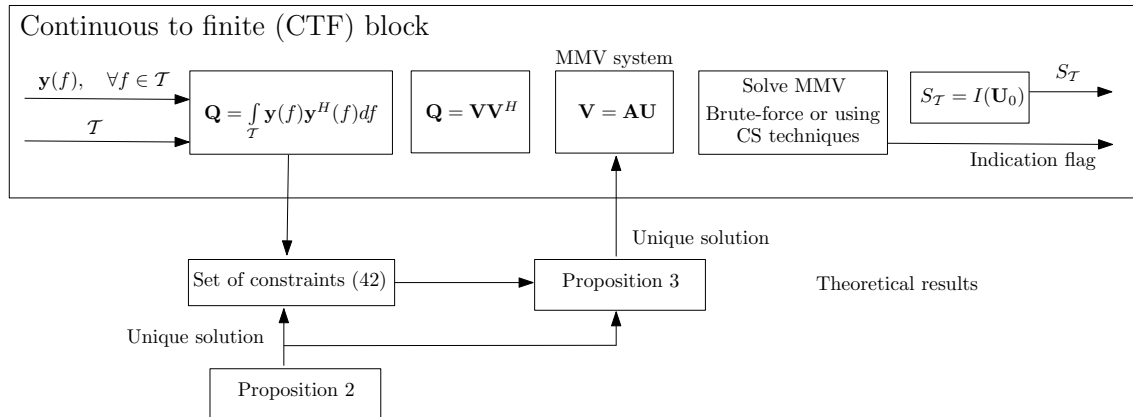 Continuous to finite (CTF) block
MMV system
𝐲(f), ∀f ∈ 𝒯
𝒯
𝐐 = ∫_𝒯 𝐲(f)𝐲^H(f)df
𝐐 = 𝐕𝐕^H
𝐕 = 𝐀𝐔
Solve MMV
Brute-force or using
CS techniques
S_𝒯 = I(𝐔_0)
S_𝒯
Indication flag
Unique solution
Set of constraints (42)
Proposition 3
Theoretical results
Unique solution
Proposition 2